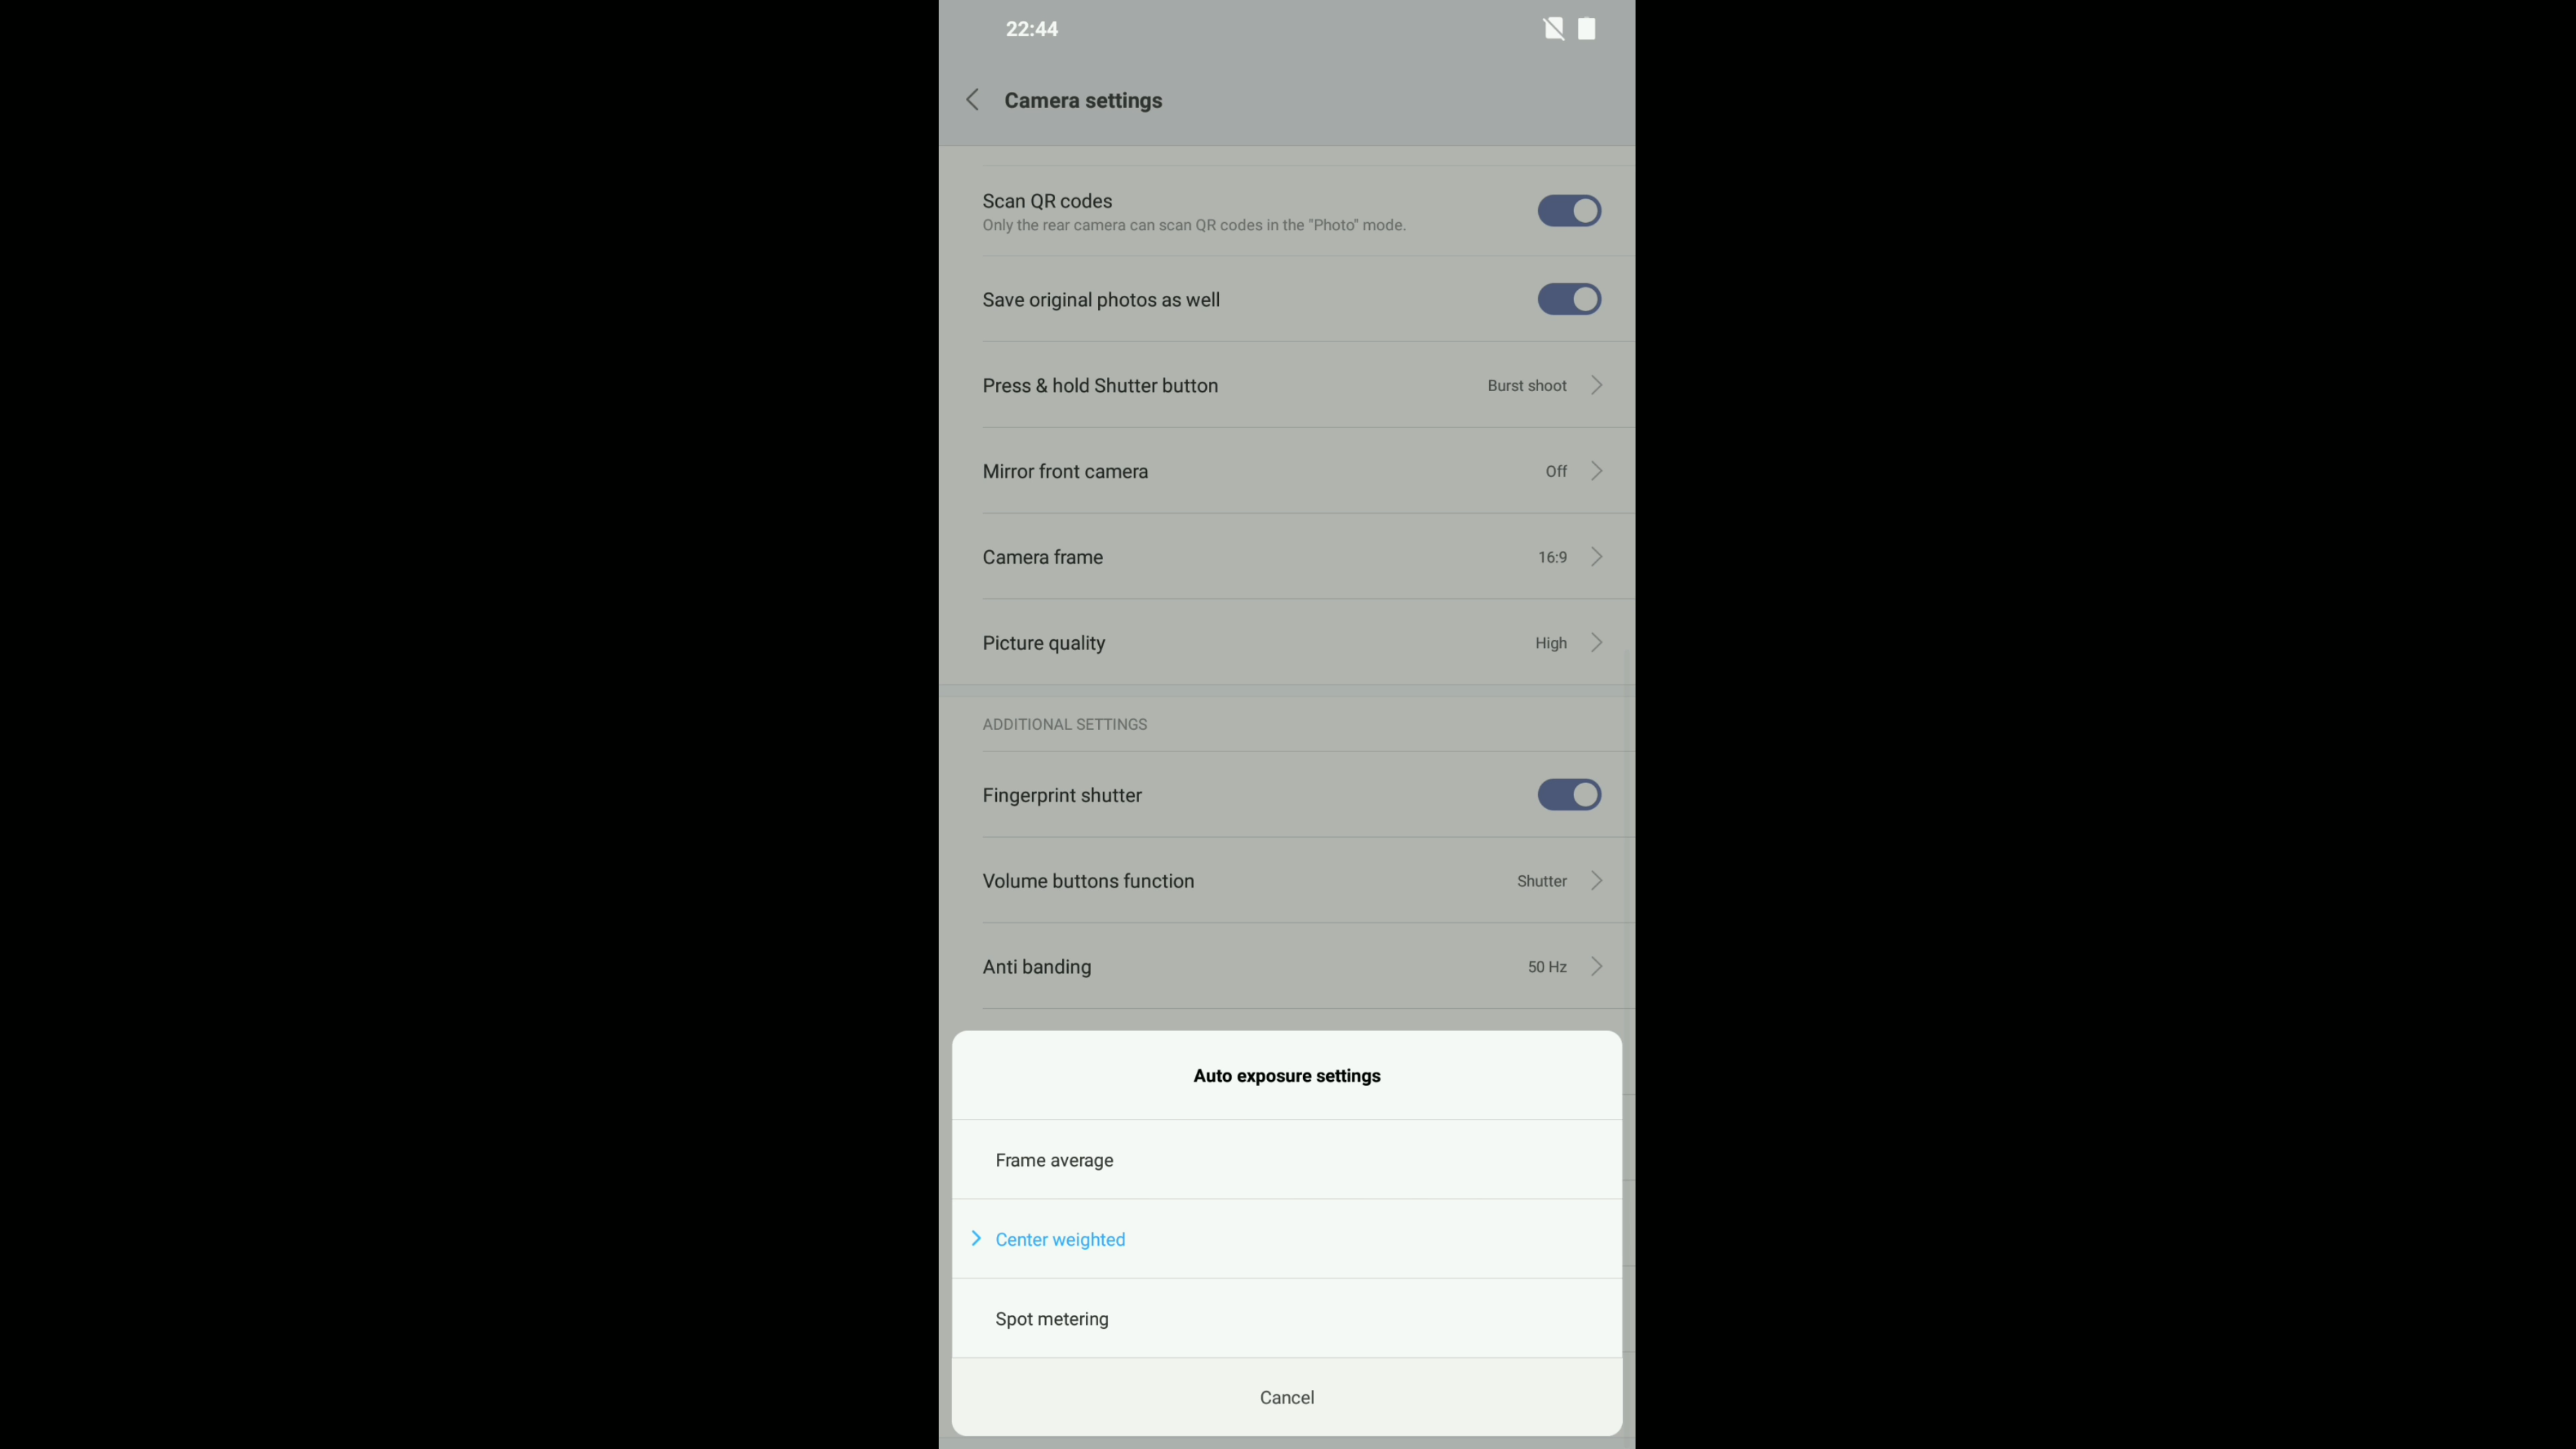 22:44
Camera settings
Scan QR codes
Only the rear camera can scan QR codes in the "Photo" mode.
Save original photos as well
Press & hold Shutter button
Burst shoot
Mirror front camera
Off
Camera frame
16:9
Picture quality
High
ADDITIONAL SETTINGS
Fingerprint shutter
Volume buttons function
Shutter
Anti banding
50 Hz
Auto exposure settings
Frame average
Center weighted
Spot metering
Cancel